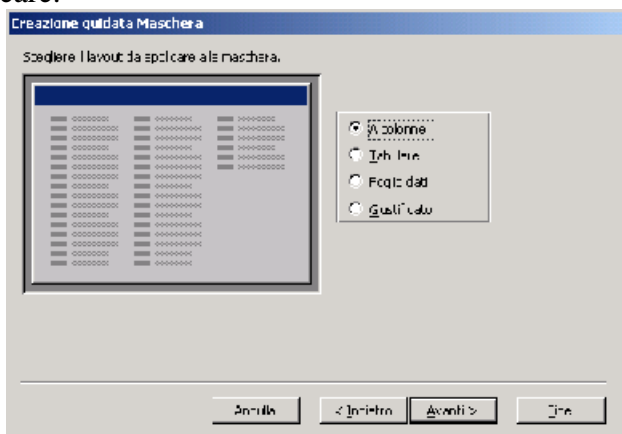 Creazione guidata Maschera
Scegliere il layout da applicare alla maschera.
A colonne
Tabulare
Foglio dati
Giustificato
Annulla
< Indietro
Avanti >
Fine